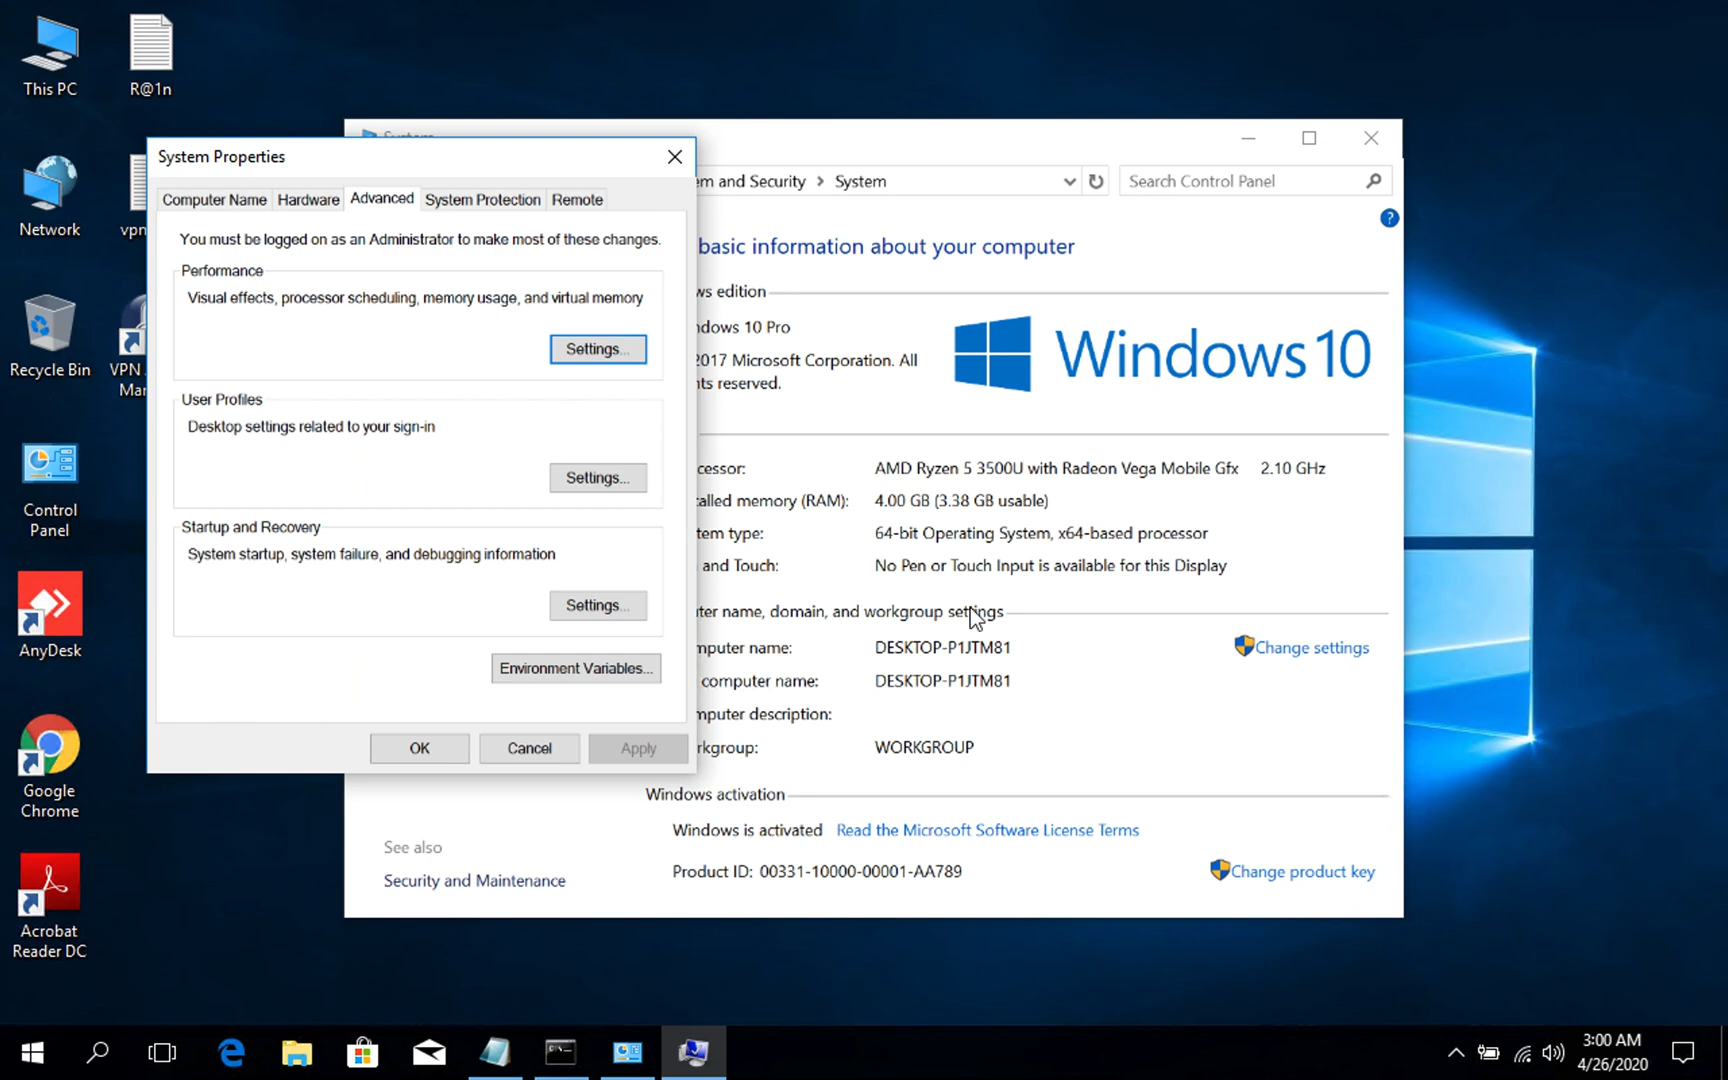 This PC
R@1n
Network
vpn
Recycle Bin
VPN
Man
Control
Panel
AnyDesk
Google
Chrome
Acrobat
Reader DC
System Properties
Computer Name
Hardware
Advanced
System Protection
Remote
You must be logged on as an Administrator to make most of these changes.
Performance
Visual effects, processor scheduling, memory usage, and virtual memory
Settings...
User Profiles
Desktop settings related to your sign-in
Settings...
Startup and Recovery
System startup, system failure, and debugging information
Settings...
Environment Variables...
OK
Cancel
Apply
System
em and Security > System
Search Control Panel
?
basic information about your computer
ws edition
ndows 10 Pro
2017 Microsoft Corporation. All
ts reserved.
Windows 10
cessor: AMD Ryzen 5 3500U with Radeon Vega Mobile Gfx 2.10 GHz
alled memory (RAM): 4.00 GB (3.38 GB usable)
tem type: 64-bit Operating System, x64-based processor
and Touch: No Pen or Touch Input is available for this Display
ter name, domain, and workgroup settings
mputer name: DESKTOP-P1JTM81
Change settings
computer name: DESKTOP-P1JTM81
mputer description:
rkgroup: WORKGROUP
Windows activation
Windows is activated Read the Microsoft Software License Terms
Product ID: 00331-10000-00001-AA789
Change product key
See also
Security and Maintenance
3:00 AM
4/26/2020